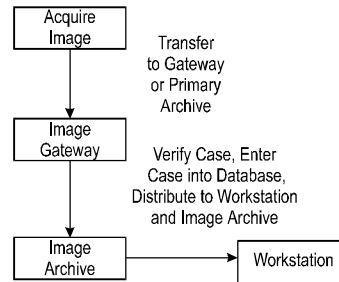 Acquire
Image
Transfer
to Gateway
or Primary
Archive
Image
Gateway
Verify Case, Enter
Case into Database,
Distribute to Workstation
and Image Archive
Image
Archive
Workstation